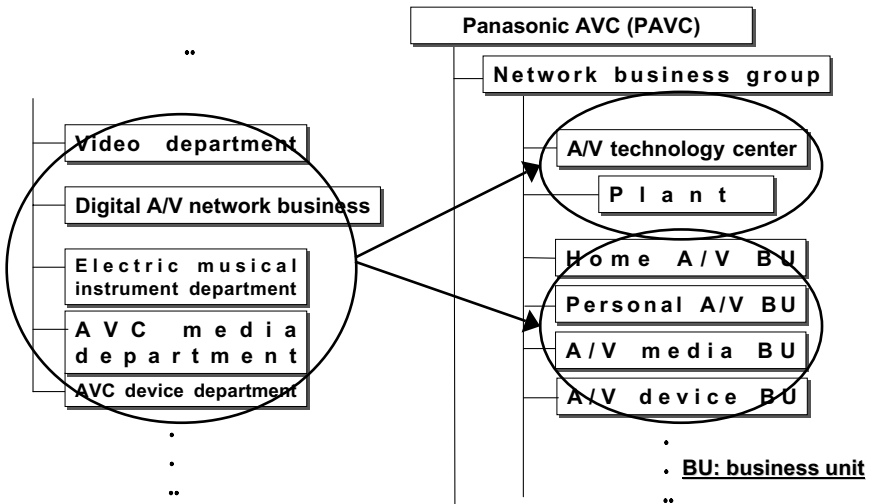 Panasonic AVC (PAVC)
Network business group
Video department
Digital A/V network business
Electric musical
instrument department
AVC media
department
AVC device department
A/V technology center
Plant
Home A/V BU
Personal A/V BU
A/V media BU
A/V device BU
BU: business unit